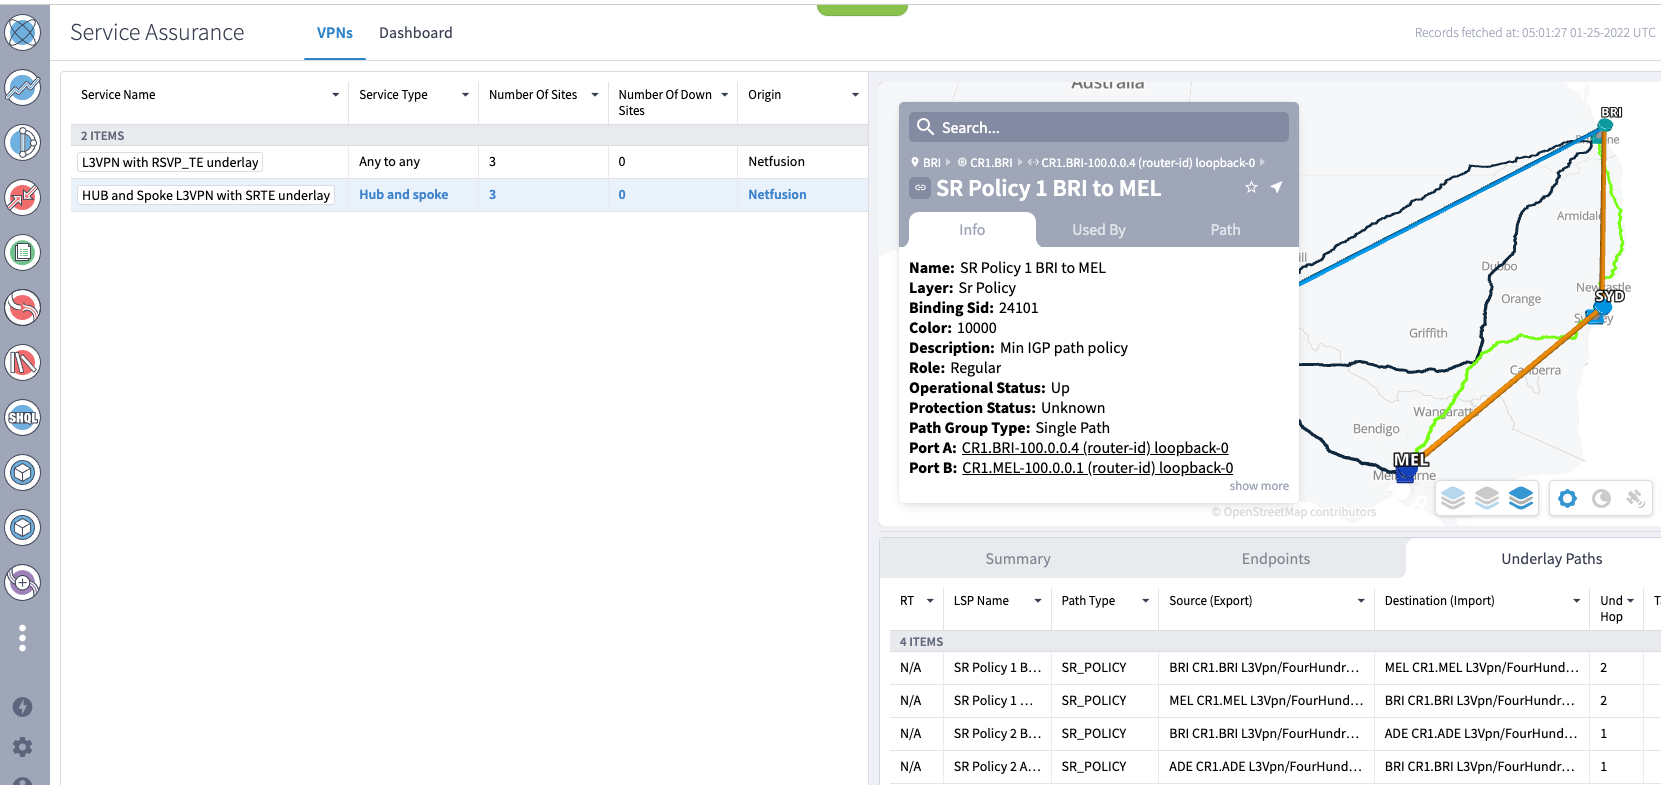 Service Assurance
VPNs
Dashboard
Records fetched at: 05:01:27 01-25-2022 UTC
Service Name
Service Type
Number Of Sites
Number Of Down Sites
Origin
2 ITEMS
L3VPN with RSVP_TE underlay
Any to any
3
0
Netfusion
HUB and Spoke L3VPN with SRTE underlay
Hub and spoke
3
0
Netfusion
SHQL
Australia
Search...
BRI
CR1.BRI
CR1.BRI-100.0.0.4 (router-id) loopback-0
SR Policy 1 BRI to MEL
Info
Used By
Path
Name: SR Policy 1 BRI to MEL
Layer: Sr Policy
Binding Sid: 24101
Color: 10000
Description: Min IGP path policy
Role: Regular
Operational Status: Up
Protection Status: Unknown
Path Group Type: Single Path
Port A: CR1.BRI-100.0.0.4 (router-id) loopback-0
Port B: CR1.MEL-100.0.0.1 (router-id) loopback-0
show more
BRI
Armidale
Dubbo
Newcastle
SYD
Orange
Griffith
Canberra
Wangaratta
Bendigo
MEL
© OpenStreetMap contributors
Summary
Endpoints
Underlay Paths
RT
LSP Name
Path Type
Source (Export)
Destination (Import)
Und Hop
4 ITEMS
N/A
SR Policy 1 B...
SR_POLICY
BRI CR1.BRI L3Vpn/FourHundr...
MEL CR1.MEL L3Vpn/FourHund...
2
N/A
SR Policy 1 ...
SR_POLICY
MEL CR1.MEL L3Vpn/FourHund...
BRI CR1.BRI L3Vpn/FourHundr...
2
N/A
SR Policy 2 B...
SR_POLICY
BRI CR1.BRI L3Vpn/FourHundr...
ADE CR1.ADE L3Vpn/FourHund...
1
N/A
SR Policy 2 A...
SR_POLICY
ADE CR1.ADE L3Vpn/FourHund...
BRI CR1.BRI L3Vpn/FourHundr...
1